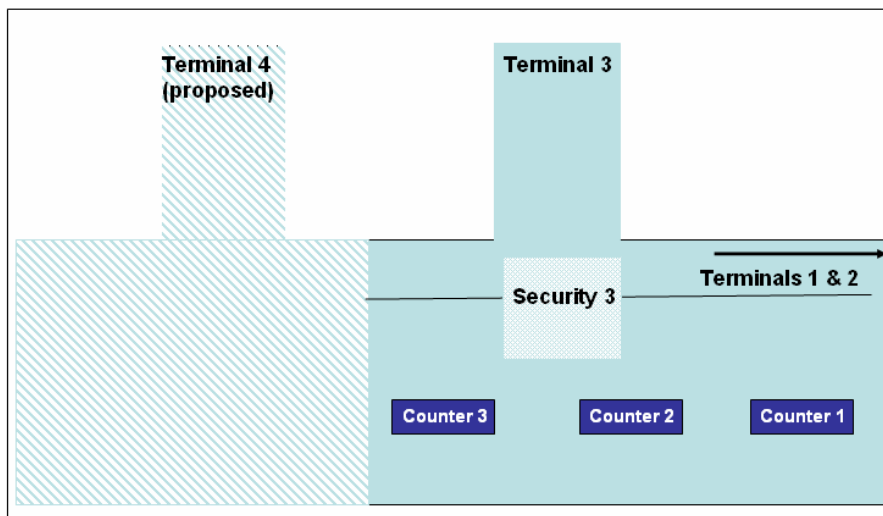 Terminal 4
(proposed)
Terminal 3
Terminals 1 & 2
Security 3
Counter 3
Counter 2
Counter 1